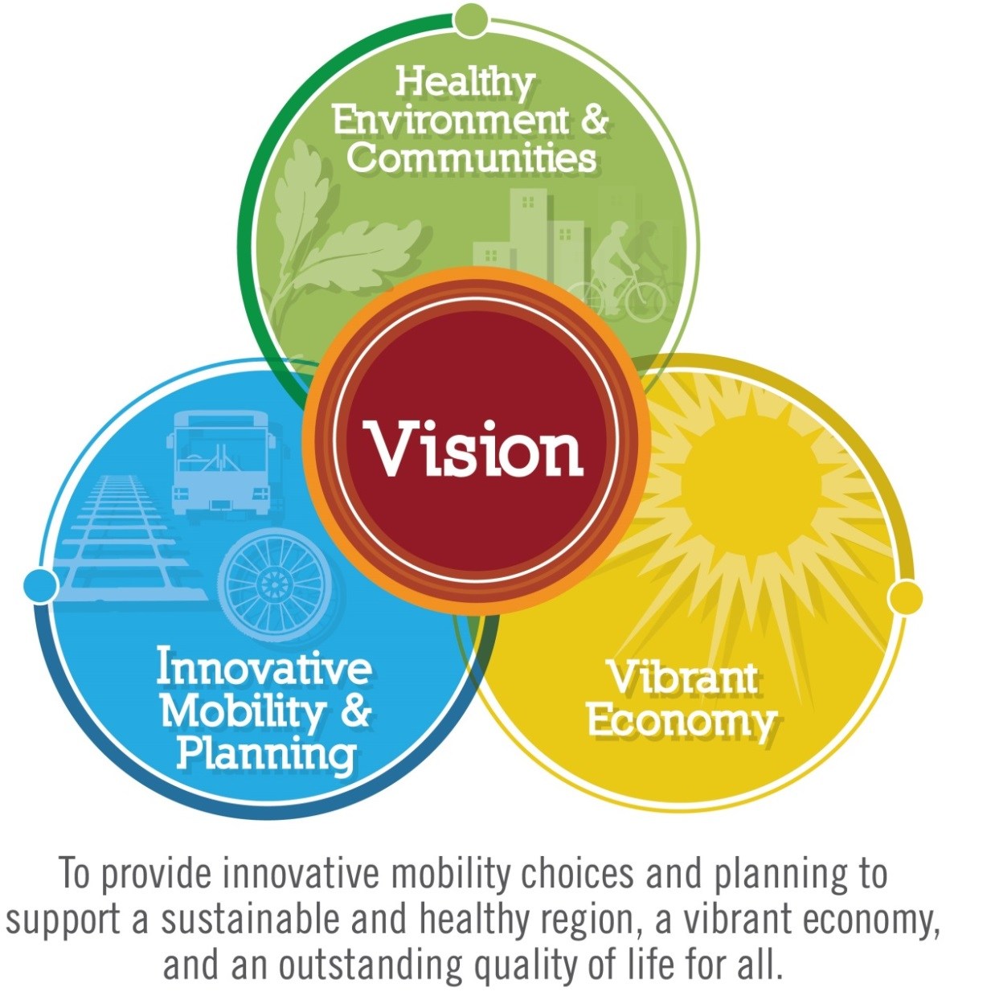 Healthy
Environment &
Communities
Vision
Innovative
Mobility &
Planning
Vibrant
Economy
To provide innovative mobility choices and planning to
support a sustainable and healthy region, a vibrant economy,
and an outstanding quality of life for all.